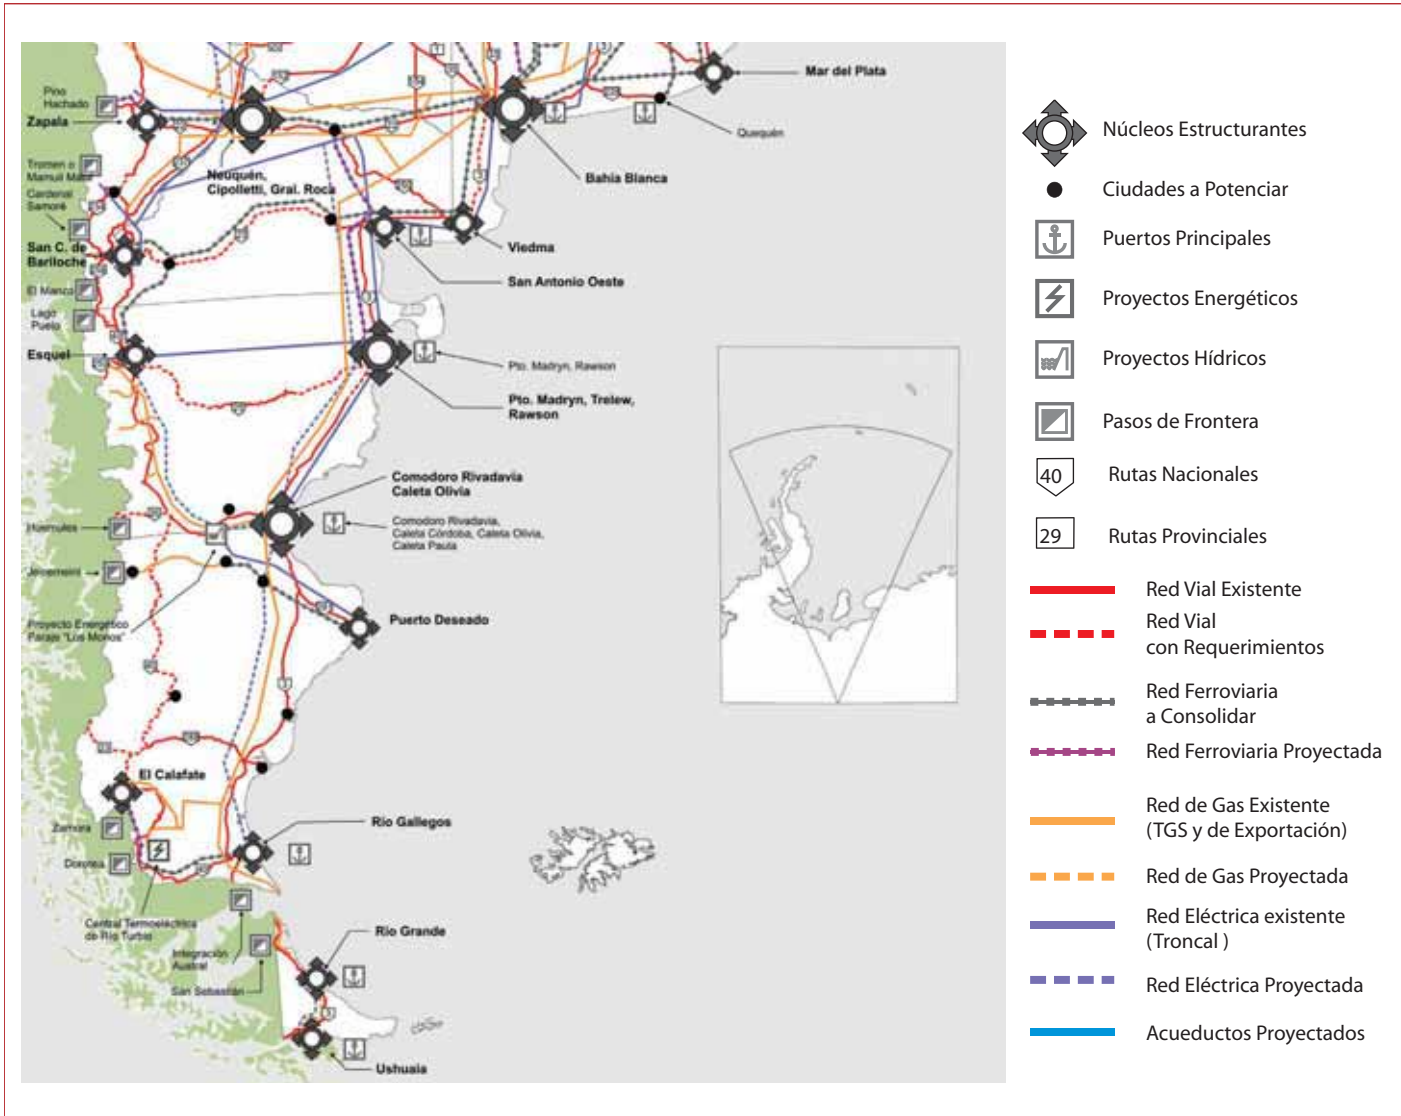 Mar del Plata
Pino
Hachado
Zapala
Quequén
Tromen o
Mamuil Malal
Neuquén,
Cipolletti, Gral. Roca
Bahía Blanca
Cardenal
Samoré
San C. de
Bariloche
Viedma
San Antonio Oeste
El Manso
Lago
Puelo
Esquel
Pto. Madryn, Rawson
Pto. Madryn, Trelew,
Rawson
Comodoro Rivadavia
Caleta Olivia
Comodoro Rivadavia,
Caleta Córdoba, Caleta Olivia,
Caleta Paula
Huemules
Jeinemeni
Proyecto Energético
Paraje "Los Monos"
Puerto Deseado
3
3
3
23
40
El Calafate
Río Gallegos
Zamora
Dorotea
Central Termoeléctrica
de Río Turbio
Integración
Austral
San Sebastián
Río Grande
Ushuaia
Núcleos Estructurantes
Ciudades a Potenciar
Puertos Principales
Proyectos Energéticos
Proyectos Hídricos
Pasos de Frontera
40 Rutas Nacionales
29 Rutas Provinciales
Red Vial Existente
Red Vial
con Requerimientos
Red Ferroviaria
a Consolidar
Red Ferroviaria Proyectada
Red de Gas Existente
(TGS y de Exportación)
Red de Gas Proyectada
Red Eléctrica existente
(Troncal )
Red Eléctrica Proyectada
Acueductos Proyectados